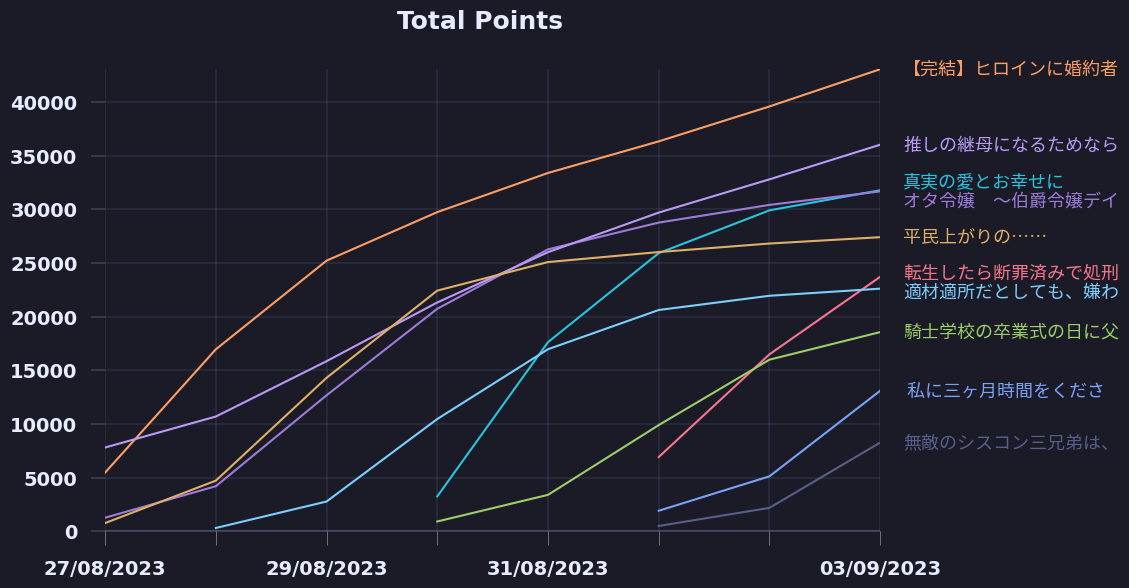 Total Points
【完結】ヒロインに婚約者
40000
推しの継母になるためなら
35000
真実の愛とお幸せに
30000
オタ令嬢　～伯爵令嬢デイ
平民上がりの……
25000
転生したら断罪済みで処刑
適材適所だとしても、嫌わ
20000
騎士学校の卒業式の日に父
15000
私に三ヶ月時間をくださ
10000
無敵のシスコン三兄弟は、
5000
0
27/08/2023
29/08/2023
31/08/2023
03/09/2023